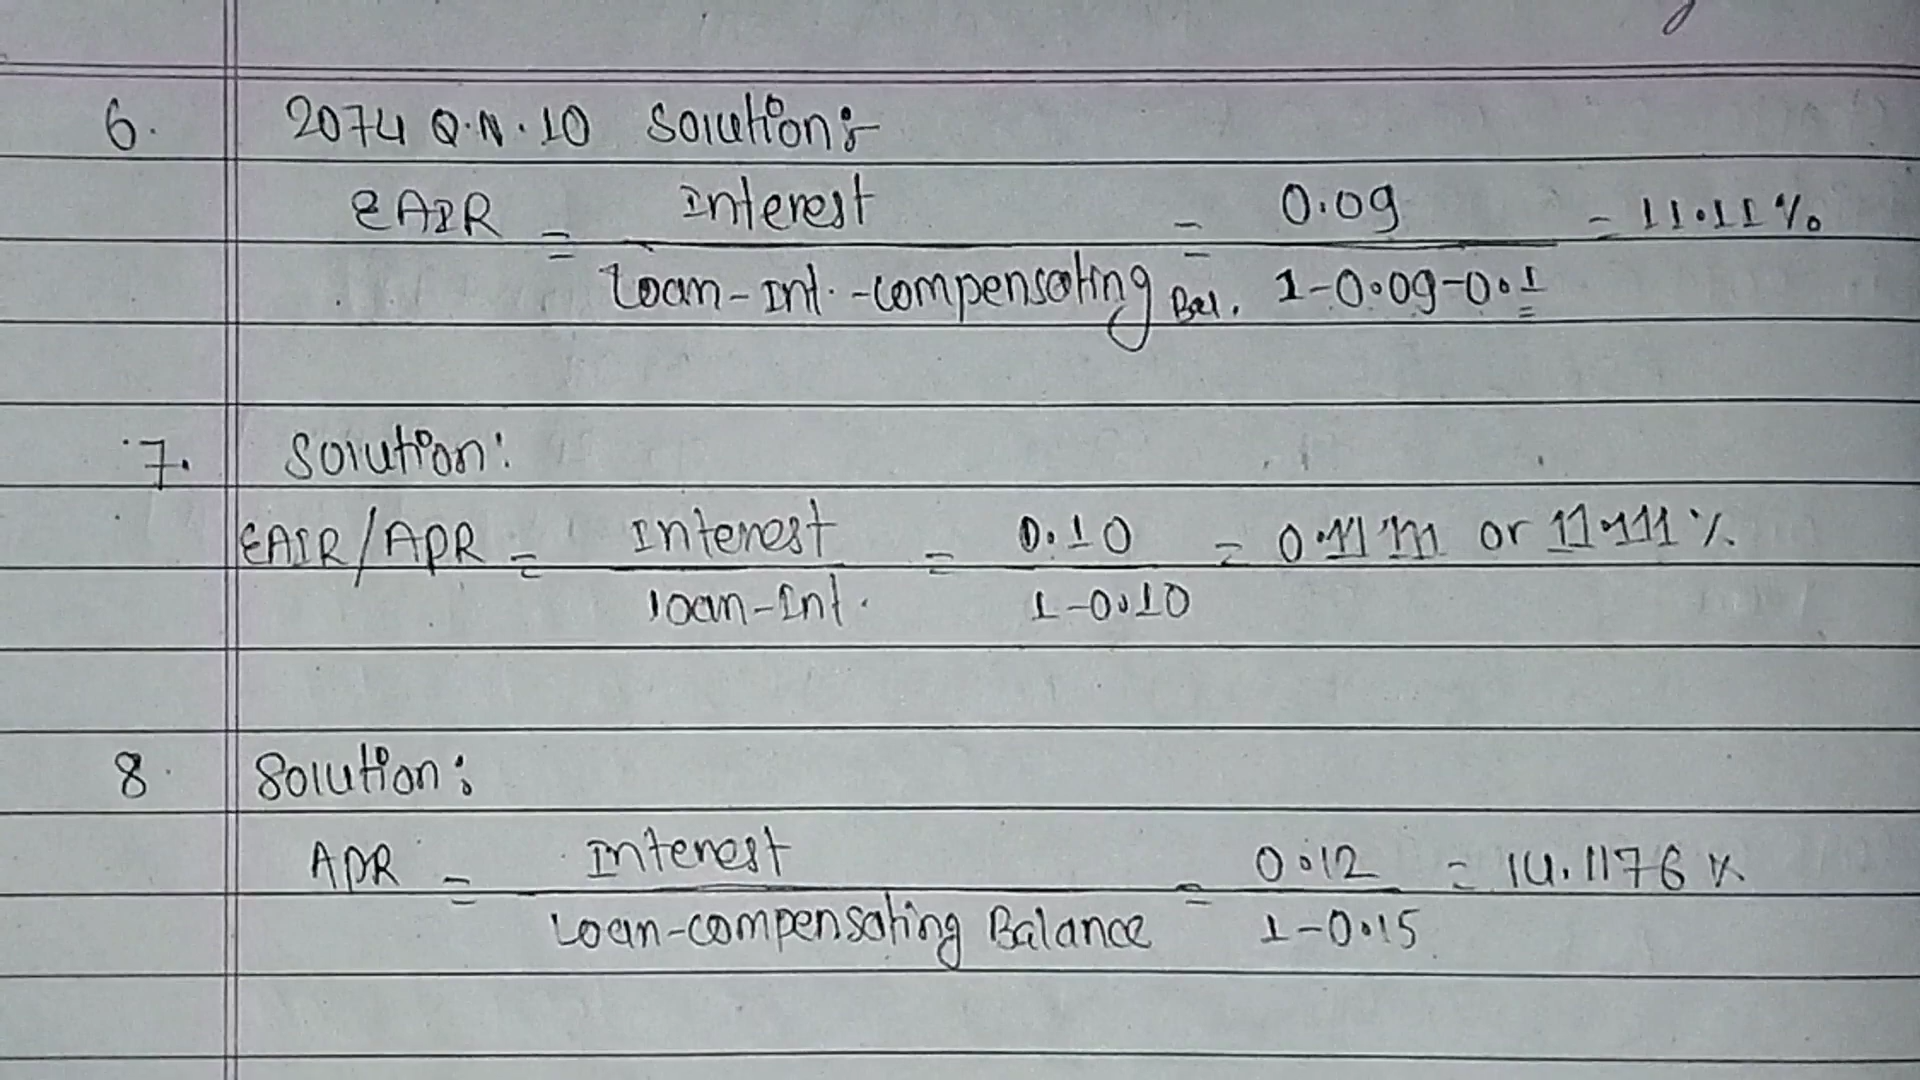 6. 2074 Q.N.10 Solution:-
EAIR = Interest / Loan-Int.-compensating Bal. = 0.09 / 1-0.09-0.1 = 11.11%
7. Solution:
EAIR/APR = Interest / loan-Int. = 0.10 / 1-0.10 = 0.11111 or 11.111%
8. Solution:
APR = Interest / Loan-compensating Balance = 0.12 / 1-0.15 = 14.1176%